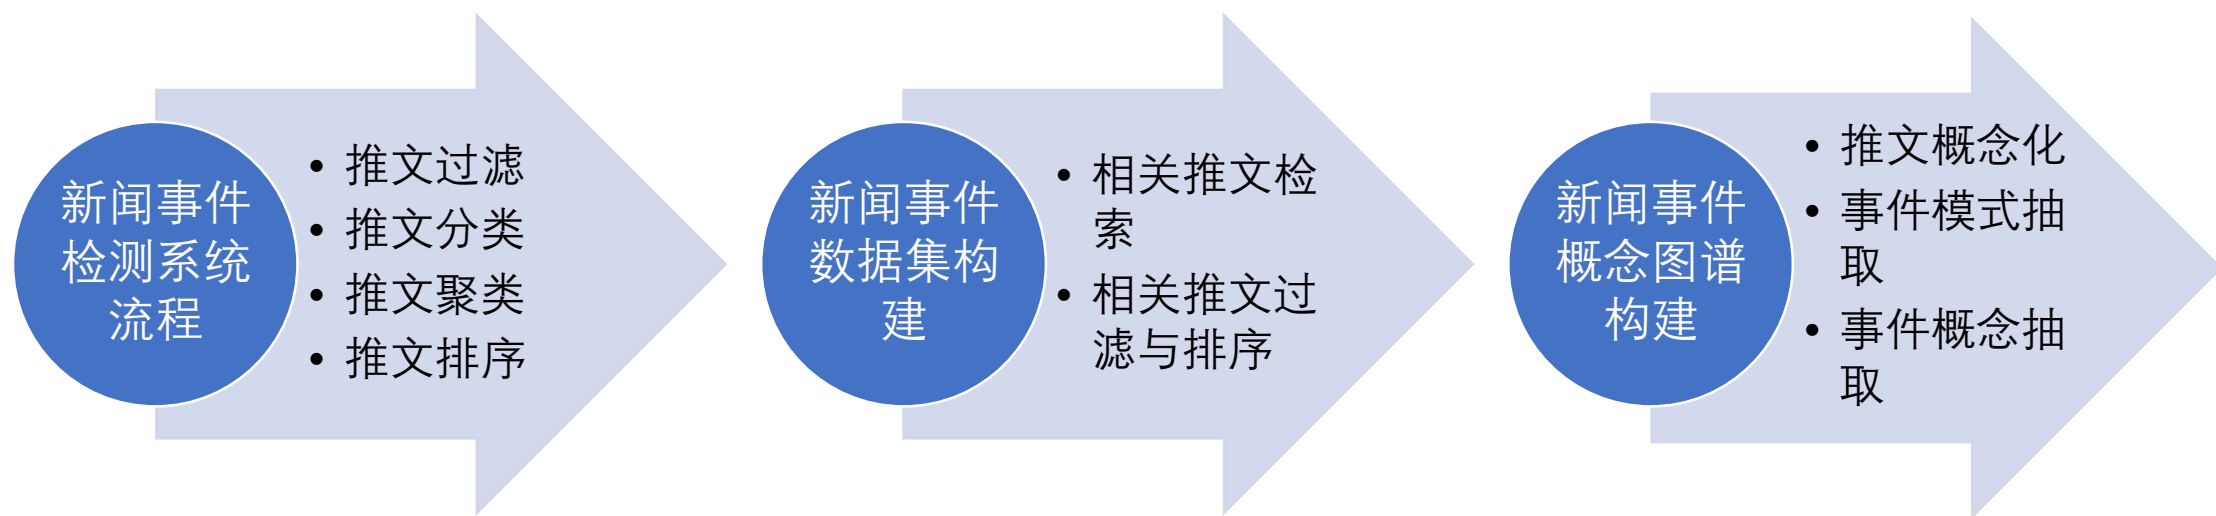 新闻事件
检测系统
流程
• 推文过滤
• 推文分类
• 推文聚类
• 推文排序
新闻事件
数据集构
建
• 相关推文检
索
• 相关推文过
滤与排序
新闻事件
概念图谱
构建
• 推文概念化
• 事件模式抽
取
• 事件概念抽
取